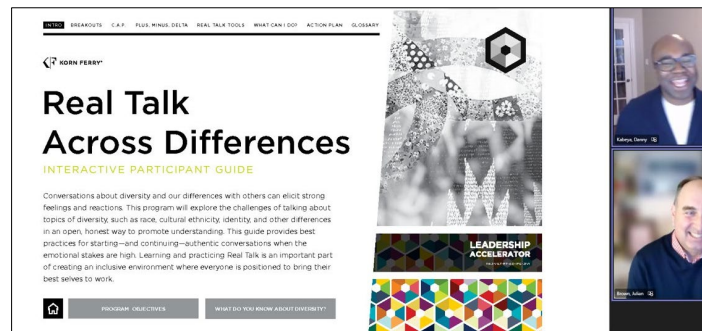 INTRO BREAKOUTS C.A.F. PLUS, MINUS, DELTA REAL TALK TOOLS WHAT CAN I DO? ACTION PLAN GLOSSARY
KORN FERRY
Real Talk
Across Differences
INTERACTIVE PARTICIPANT GUIDE
Conversations about diversity and our differences with others can elicit strong
feelings and reactions. This program will explore the challenges of talking about
topics of diversity, such as race, cultural ethnicity, identity, and other differences
in an open, honest way to promote understanding. This guide provides best
practices for starting—and continuing—authentic conversations when the
emotional stakes are high. Learning and practicing Real Talk is an important part
of creating an inclusive environment where everyone is positioned to bring their
best selves to work.
PROGRAM OBJECTIVES
WHAT DO YOU KNOW ABOUT DIVERSITY?
LEADERSHIP
ACCELERATOR
Kabeya, Danny
Brown, Julian